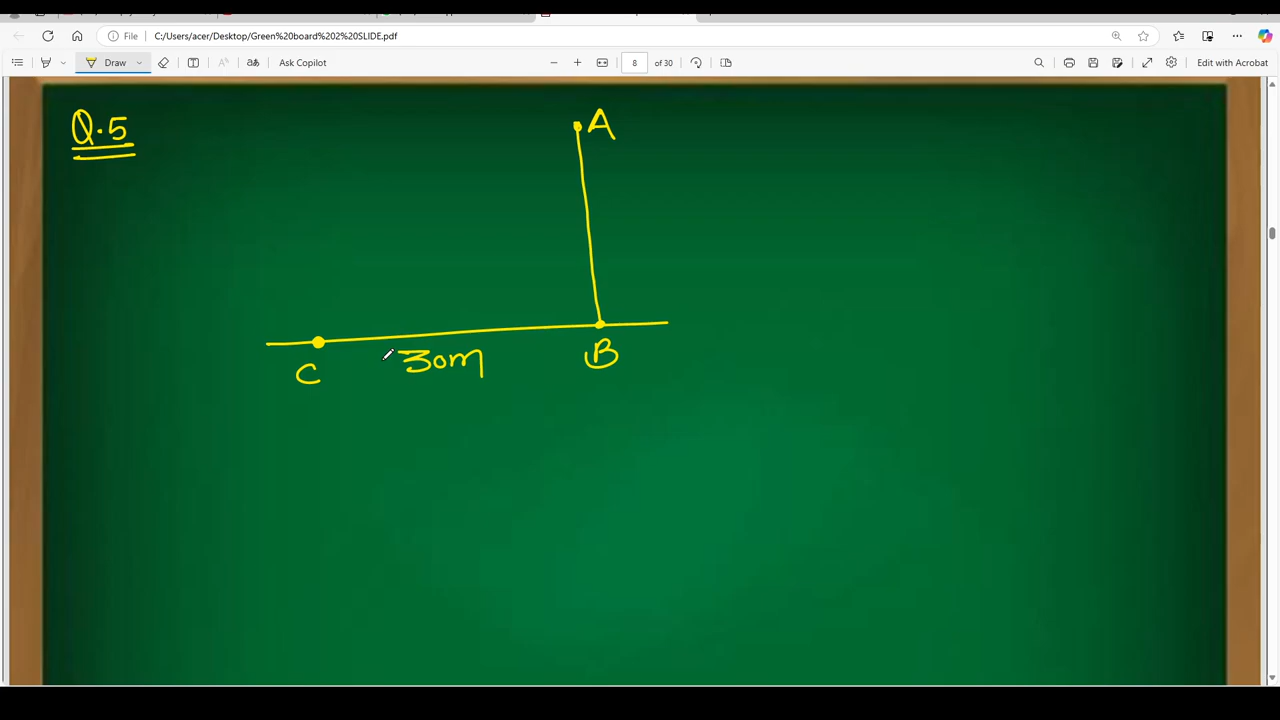 File C:/Users/acer/Desktop/Green%20board%202%20SLIDE.pdf
Draw Ask Copilot 8 of 30 Edit with Acrobat
Q.5
A
B
C
30m